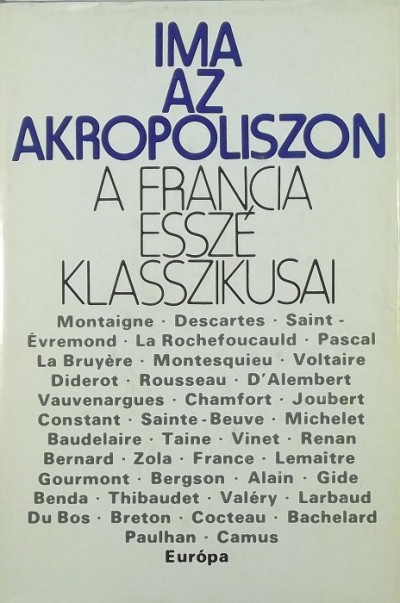 IMA
AZ
AKROPOLISZON
A FRANCIA
ESSZÉ
KLASSZIKUSAI
Montaigne · Descartes · Saint-
Évremond · La Rochefoucauld · Pascal
La Bruyère · Montesquieu · Voltaire
Diderot · Rousseau · D'Alembert
Vauvenargues · Chamfort · Joubert
Constant · Sainte-Beuve · Michelet
Baudelaire · Taine · Vinet · Renan
Bernard · Zola · France · Lemaître
Gourmont · Bergson · Alain · Gide
Benda · Thibaudet · Valéry · Larbaud
Du Bos · Breton · Cocteau · Bachelard
Paulhan · Camus
Európa